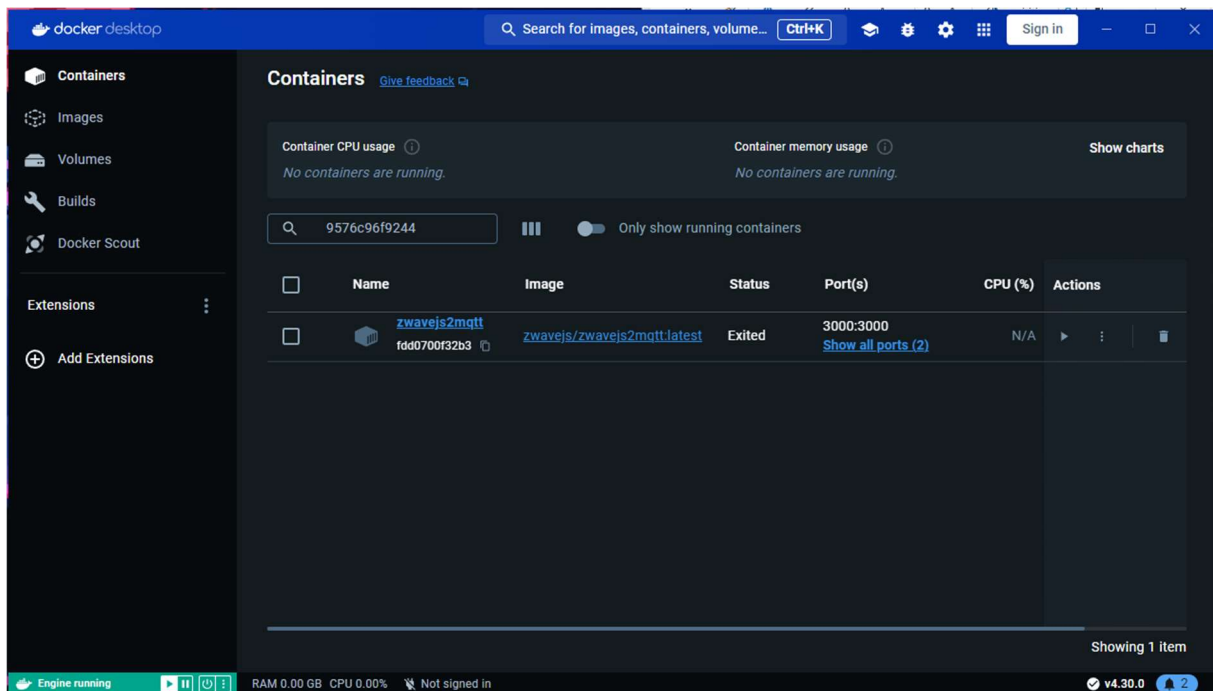 docker desktop
Search for images, containers, volume... Ctrl+K
Sign in
Containers
Images
Volumes
Builds
Docker Scout
Extensions
Add Extensions
Containers Give feedback
Container CPU usage
No containers are running.
Container memory usage
No containers are running.
Show charts
9576c96f9244
Only show running containers
Name Image Status Port(s) CPU (%) Actions
zwavejs2mqtt
fdd0700f32b3
zwavejs/zwavejs2mqtt:latest
Exited
3000:3000
Show all ports (2)
N/A
Showing 1 item
Engine running
RAM 0.00 GB CPU 0.00% Not signed in
v4.30.0
2